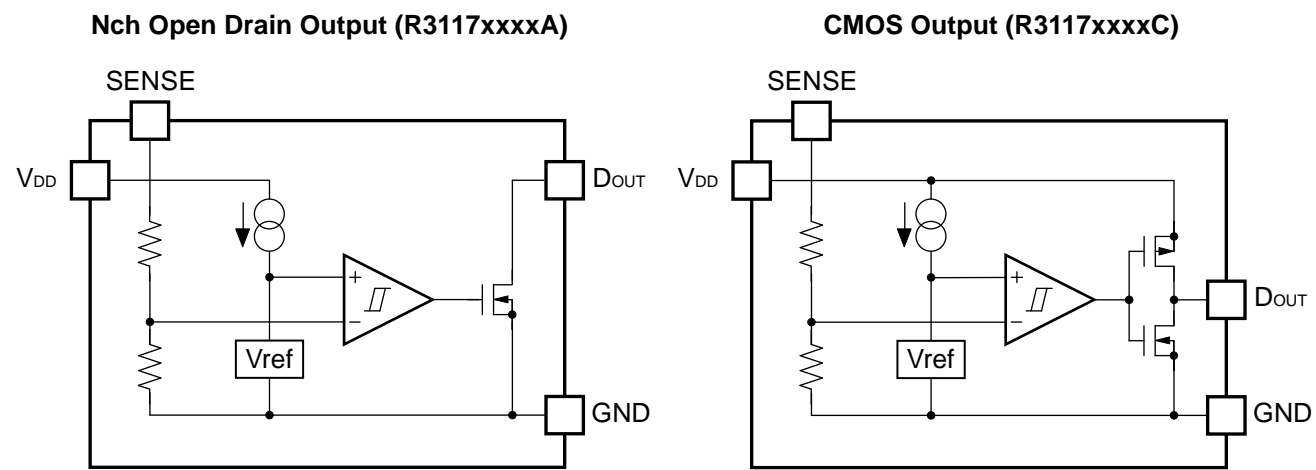 Nch Open Drain Output (R3117xxxxA)
SENSE
VDD
DOUT
+
−
Vref
GND
CMOS Output (R3117xxxxC)
SENSE
VDD
+
−
DOUT
Vref
GND